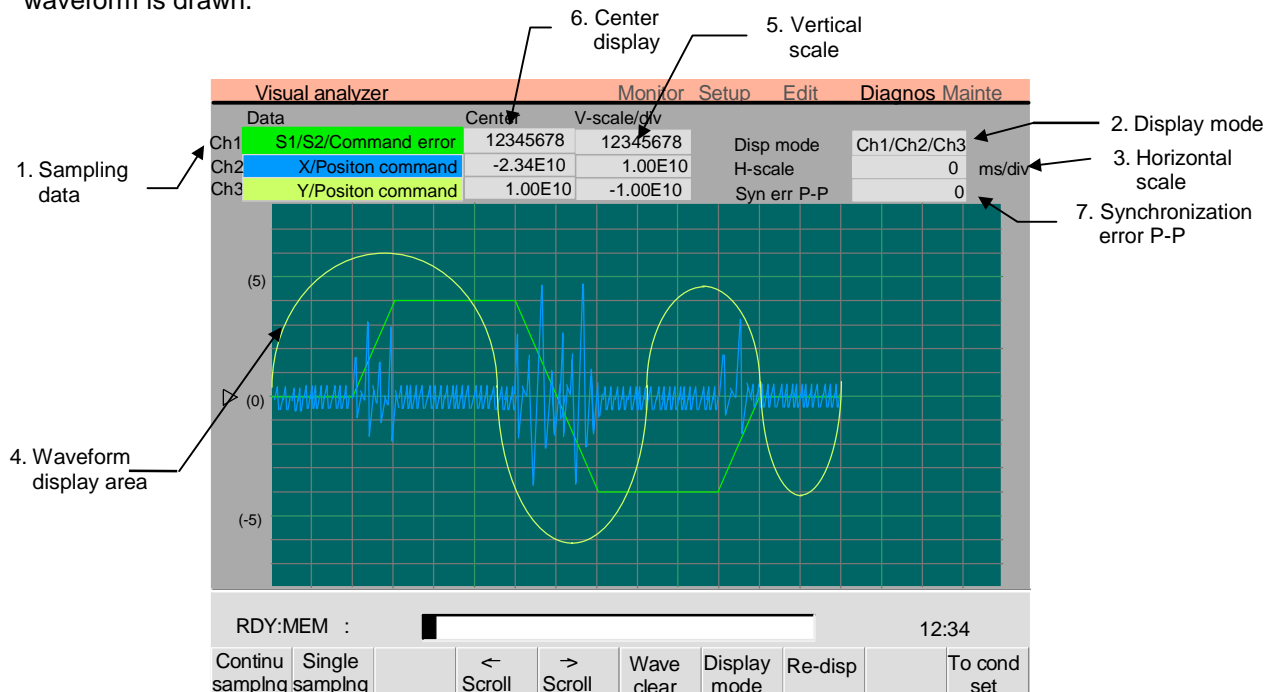 waveform is drawn.
6. Center
display
5. Vertical
scale
Visual analyzer Monitor Setup Edit Diagnos Mainte
Data Center V-scale/div
Ch1 S1/S2/Command error 12345678 12345678 Disp mode Ch1/Ch2/Ch3
Ch2 X/Positon command -2.34E10 1.00E10 H-scale 0 ms/div
Ch3 Y/Positon command 1.00E10 -1.00E10 Syn err P-P 0
2. Display mode
3. Horizontal
scale
1. Sampling
data
7. Synchronization
error P-P
(5)
(0)
4. Waveform
display area
(-5)
RDY:MEM : 12:34
Continu Single <- -> Wave Display Re-disp To cond
samplng samplng Scroll Scroll clear mode set